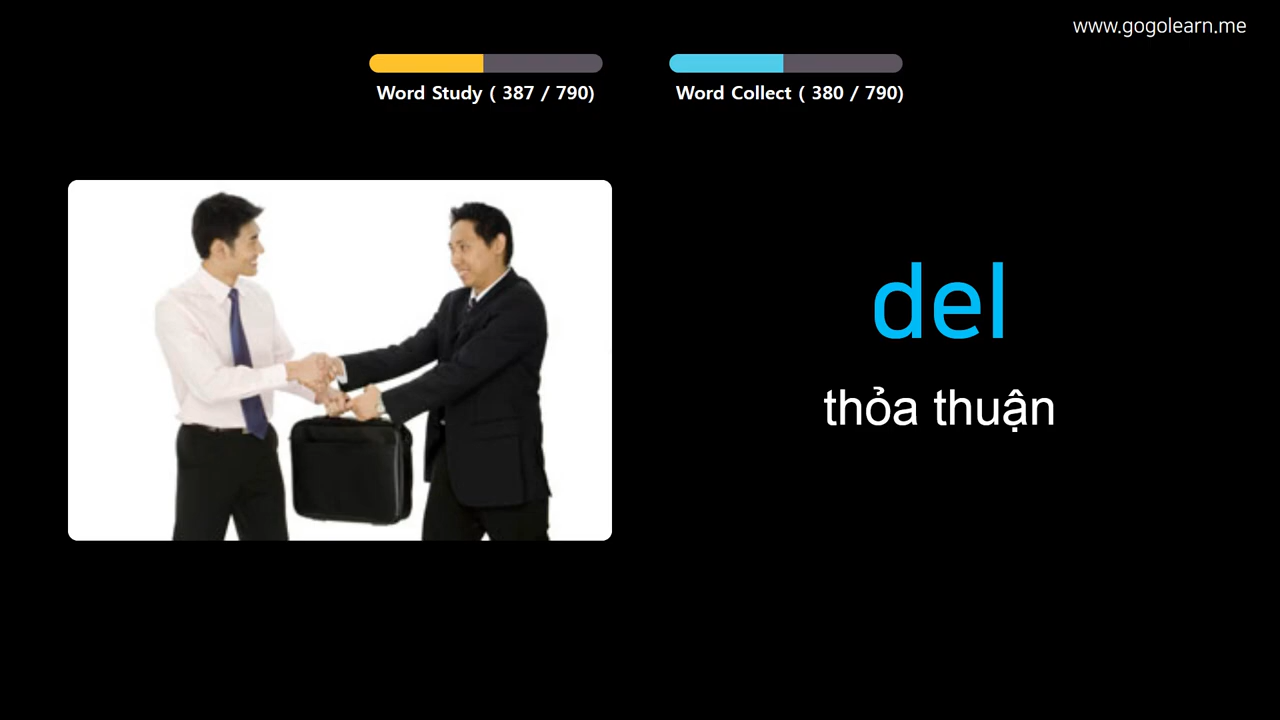 www.gogolearn.me
Word Study ( 387 / 790)
Word Collect ( 380 / 790)
del
thỏa thuận